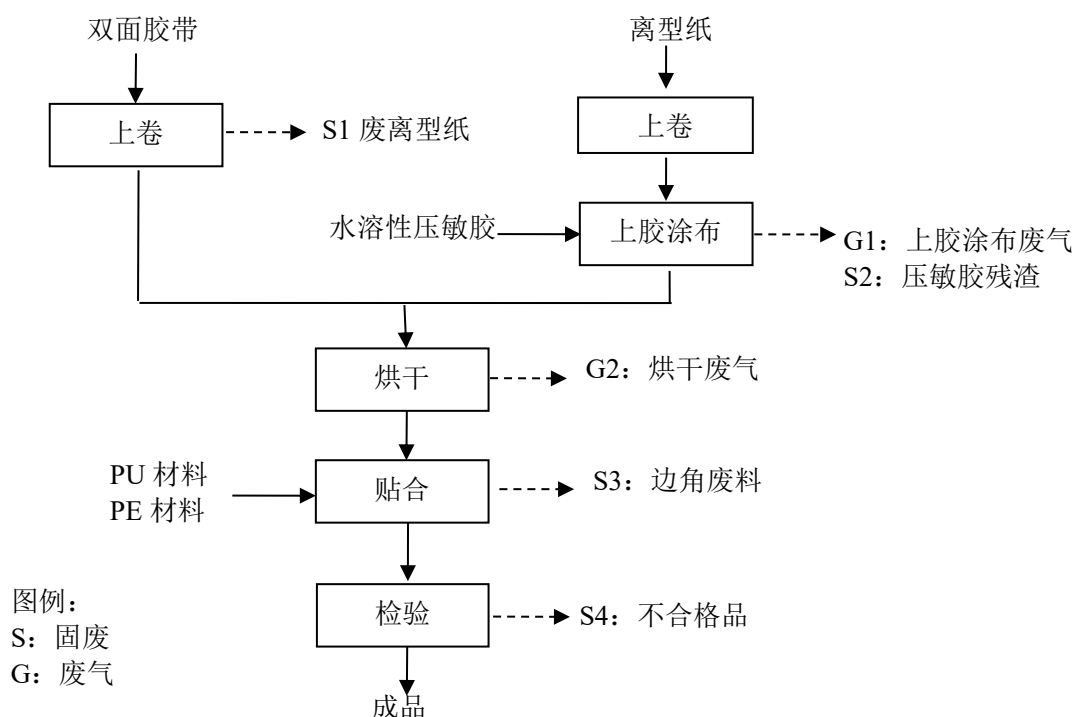 双面胶带
离型纸
上卷
S1 废离型纸
上卷
水溶性压敏胶
上胶涂布
G1：上胶涂布废气
S2：压敏胶残渣
烘干
G2：烘干废气
PU 材料
PE 材料
贴合
S3：边角废料
检验
S4：不合格品
图例：
S：固废
G：废气
成品